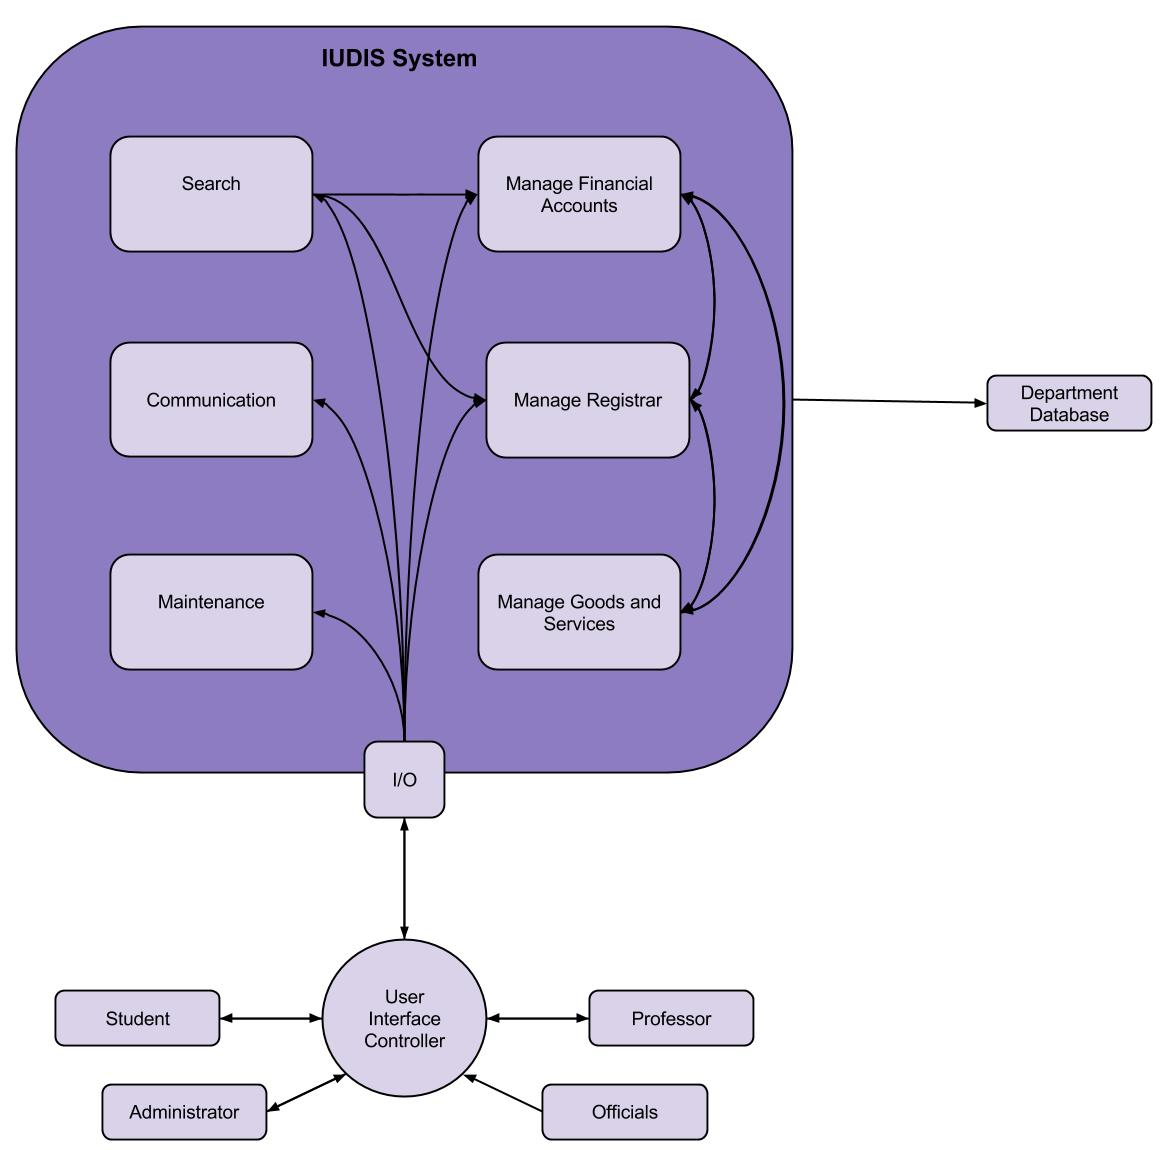 IUDIS System
Search
Manage Financial
Accounts
Communication
Manage Registrar
Department
Database
Maintenance
Manage Goods and
Services
I/O
User
Interface
Controller
Student
Professor
Administrator
Officials